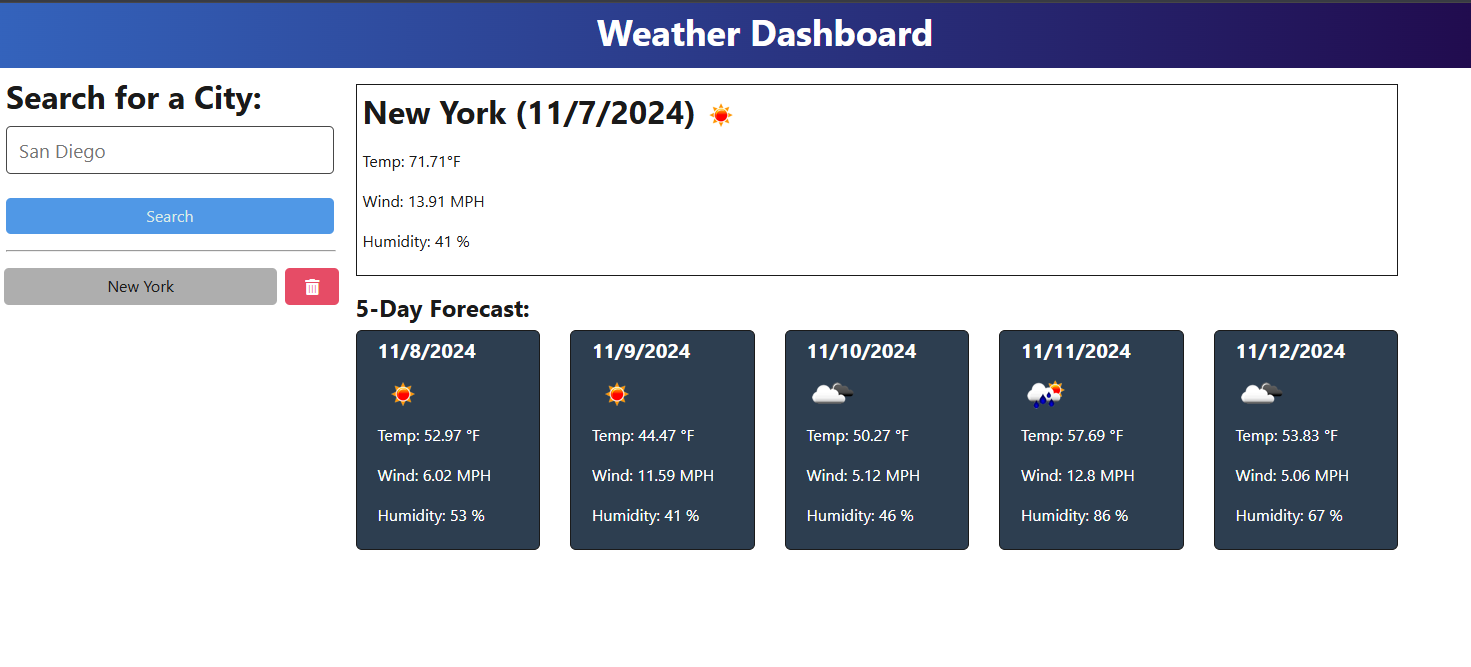 Weather Dashboard
Search for a City:
San Diego
Search
New York
New York (11/7/2024)
Temp: 71.71°F
Wind: 13.91 MPH
Humidity: 41 %
5-Day Forecast:
11/8/2024
Temp: 52.97 °F
Wind: 6.02 MPH
Humidity: 53 %
11/9/2024
Temp: 44.47 °F
Wind: 11.59 MPH
Humidity: 41 %
11/10/2024
Temp: 50.27 °F
Wind: 5.12 MPH
Humidity: 46 %
11/11/2024
Temp: 57.69 °F
Wind: 12.8 MPH
Humidity: 86 %
11/12/2024
Temp: 53.83 °F
Wind: 5.06 MPH
Humidity: 67 %